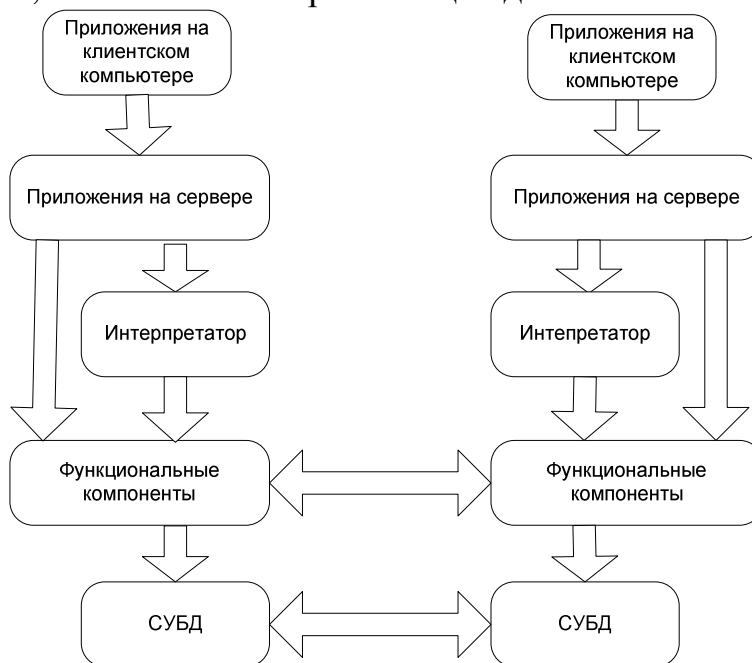 Приложения на
клиентском
компьютере
Приложения на
клиентском
компьютере
Приложения на сервере
Приложения на сервере
Интерпретатор
Интепретатор
Функциональные
компоненты
Функциональные
компоненты
СУБД
СУБД